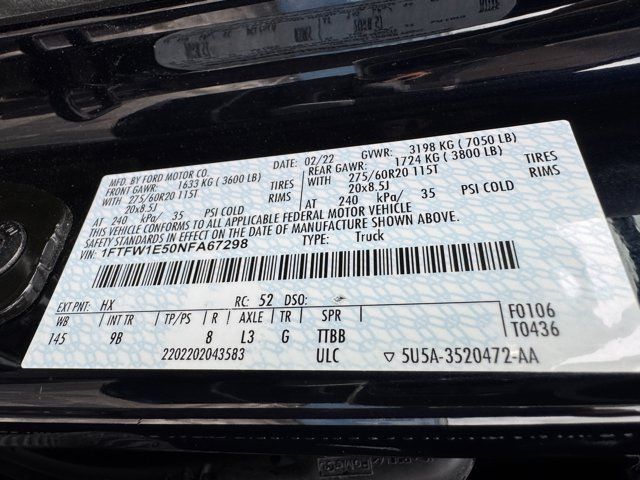 MFD. BY FORD MOTOR CO.
DATE: 02/22 GVWR: 3198 KG ( 7050 LB)
FRONT GAWR: 1633 KG ( 3600 LB) REAR GAWR: 1724 KG ( 3800 LB)
WITH 275/60R20 115T TIRES WITH 275/60R20 115T TIRES
20x8.5J RIMS 20x8.5J RIMS
AT 240 kPa/ 35 PSI COLD AT 240 kPa/ 35 PSI COLD
THIS VEHICLE CONFORMS TO ALL APPLICABLE FEDERAL MOTOR VEHICLE
SAFETY STANDARDS IN EFFECT ON THE DATE OF MANUFACTURE SHOWN ABOVE.
VIN: 1FTFW1E50NFA67298 TYPE: Truck
EXT PNT: HX RC: 52 DSO:
WB INT TR TP/PS R AXLE TR SPR F0106
145 9B 8 L3 G TTBB T0436
2202202043583 ULC ▽ 5U5A-3520472-AA
FoMoCo